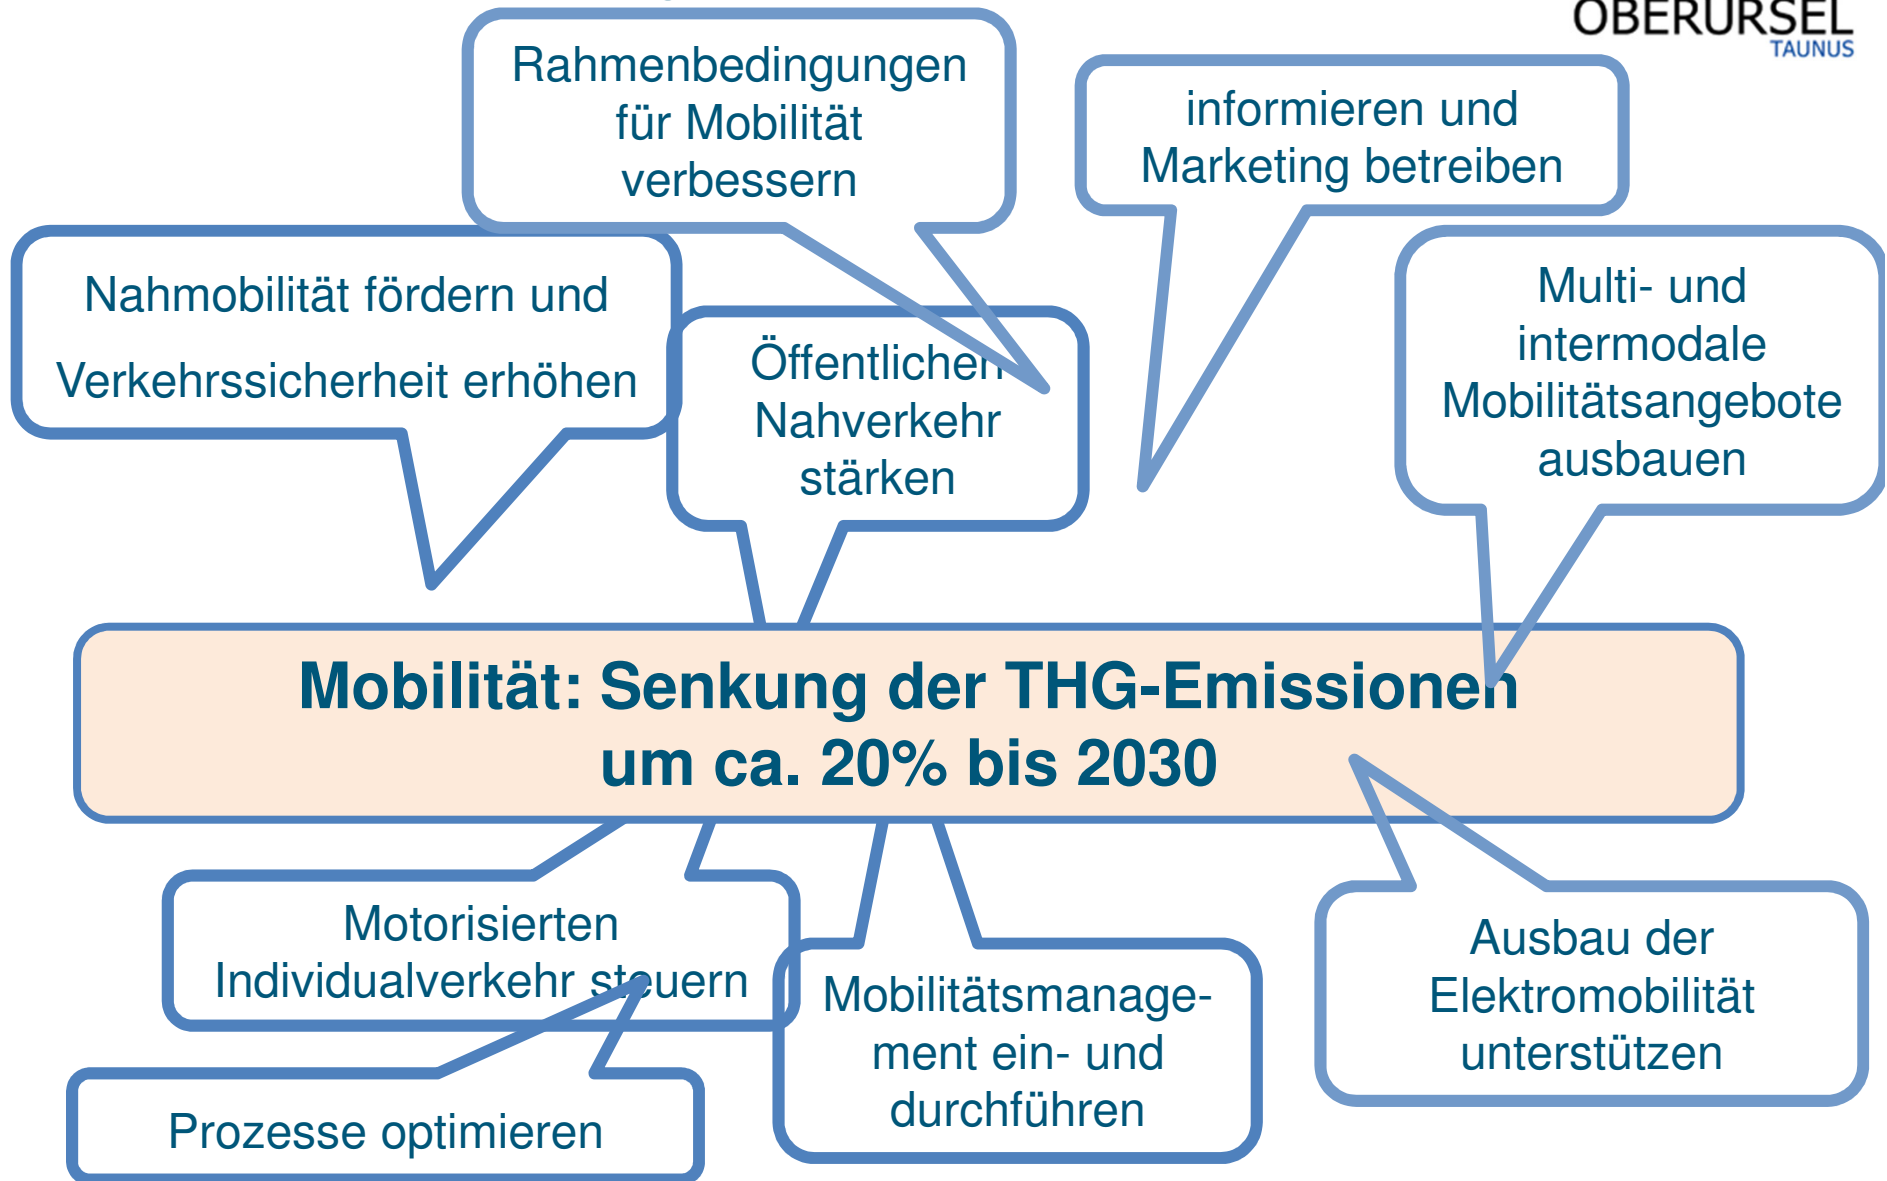 OBERURSEL
TAUNUS
Rahmenbedingungen
für Mobilität
verbessern
informieren und
Marketing betreiben
Nahmobilität fördern und
Verkehrssicherheit erhöhen
Öffentlichen
Nahverkehr
stärken
Multi- und
intermodale
Mobilitätsangebote
ausbauen
Mobilität: Senkung der THG-Emissionen
um ca. 20% bis 2030
Motorisierten
Individualverkehr steuern
Mobilitätsmanage-
ment ein- und
durchführen
Ausbau der
Elektromobilität
unterstützen
Prozesse optimieren